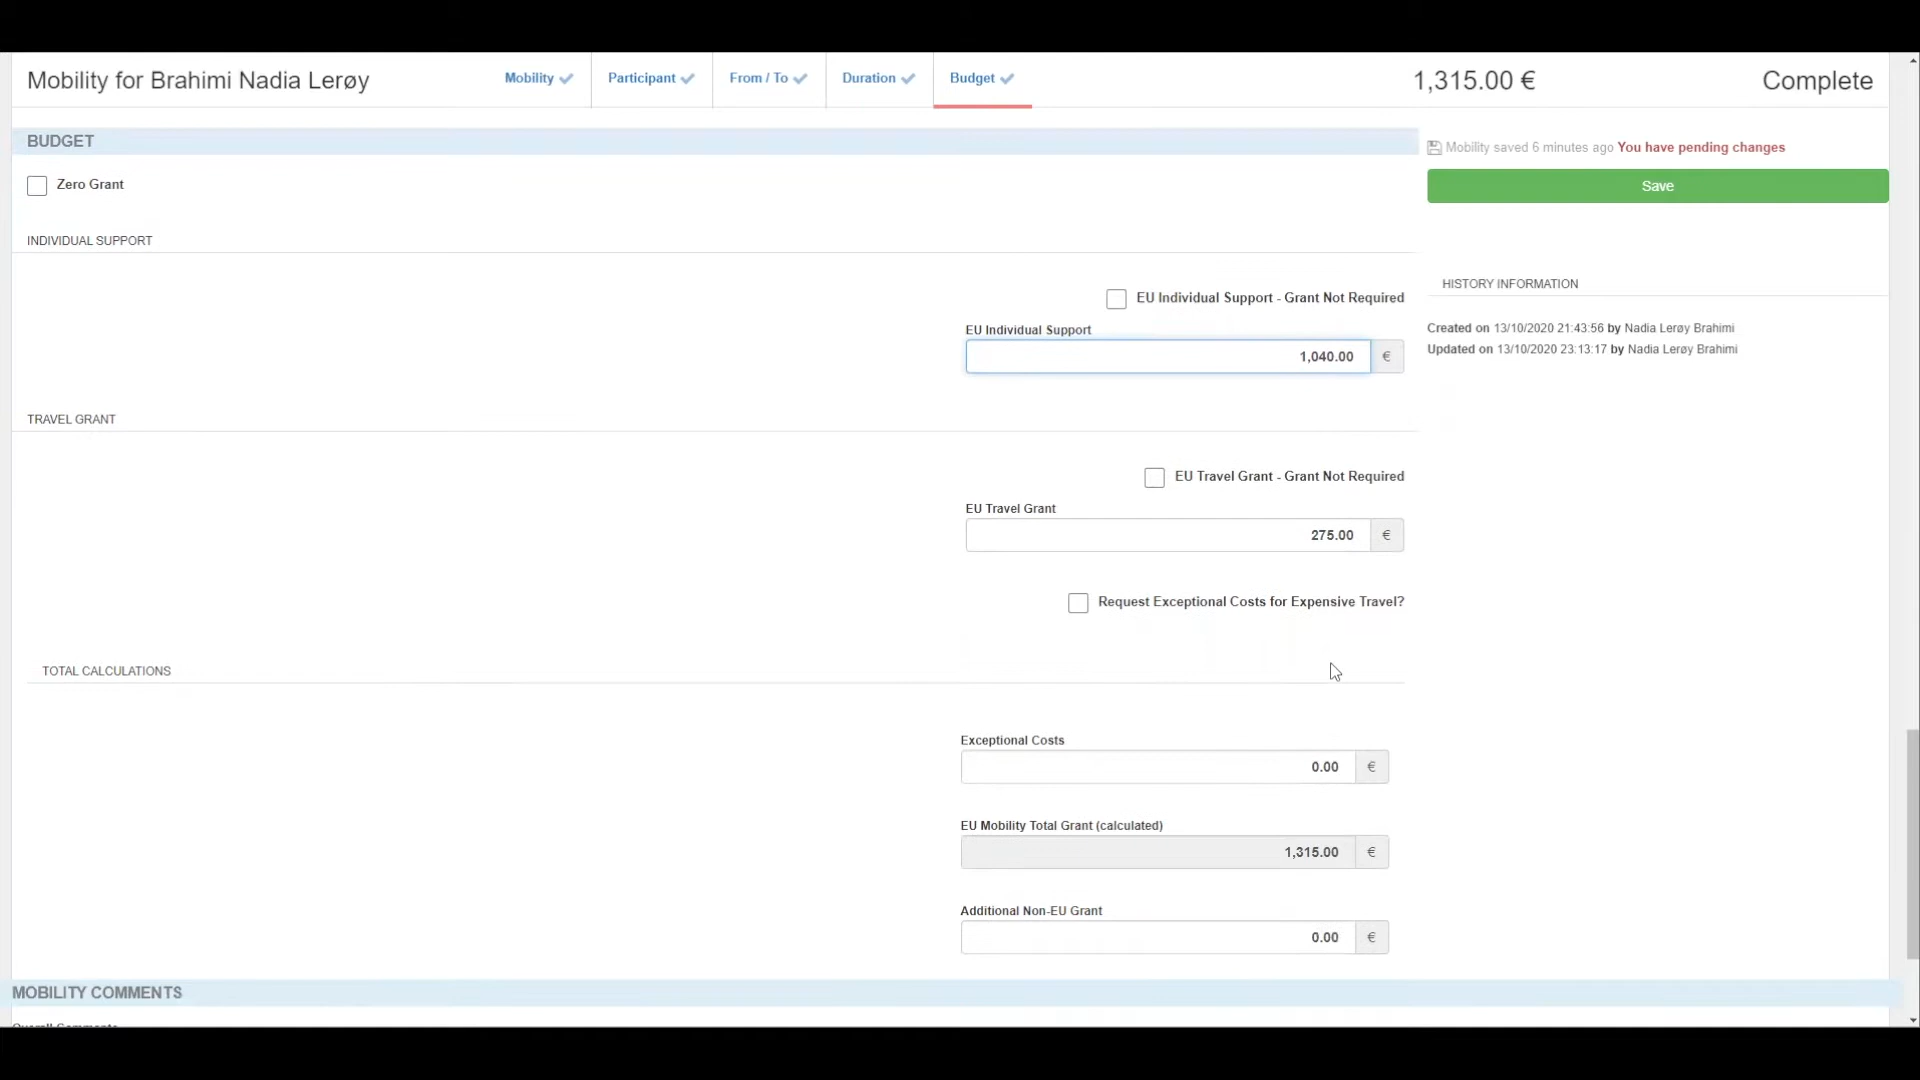 Mobility for Brahimi Nadia Lerøy
Mobility
Participant
From / To
Duration
Budget
1,315.00 €
Complete
BUDGET
Mobility saved 6 minutes ago You have pending changes
Zero Grant
Save
INDIVIDUAL SUPPORT
HISTORY INFORMATION
EU Individual Support - Grant Not Required
Created on 13/10/2020 21:43:56 by Nadia Lerøy Brahimi
EU Individual Support
Updated on 13/10/2020 23:13:17 by Nadia Lerøy Brahimi
1,040.00 €
TRAVEL GRANT
EU Travel Grant - Grant Not Required
EU Travel Grant
275.00 €
Request Exceptional Costs for Expensive Travel?
TOTAL CALCULATIONS
Exceptional Costs
0.00 €
EU Mobility Total Grant (calculated)
1,315.00 €
Additional Non-EU Grant
0.00 €
MOBILITY COMMENTS